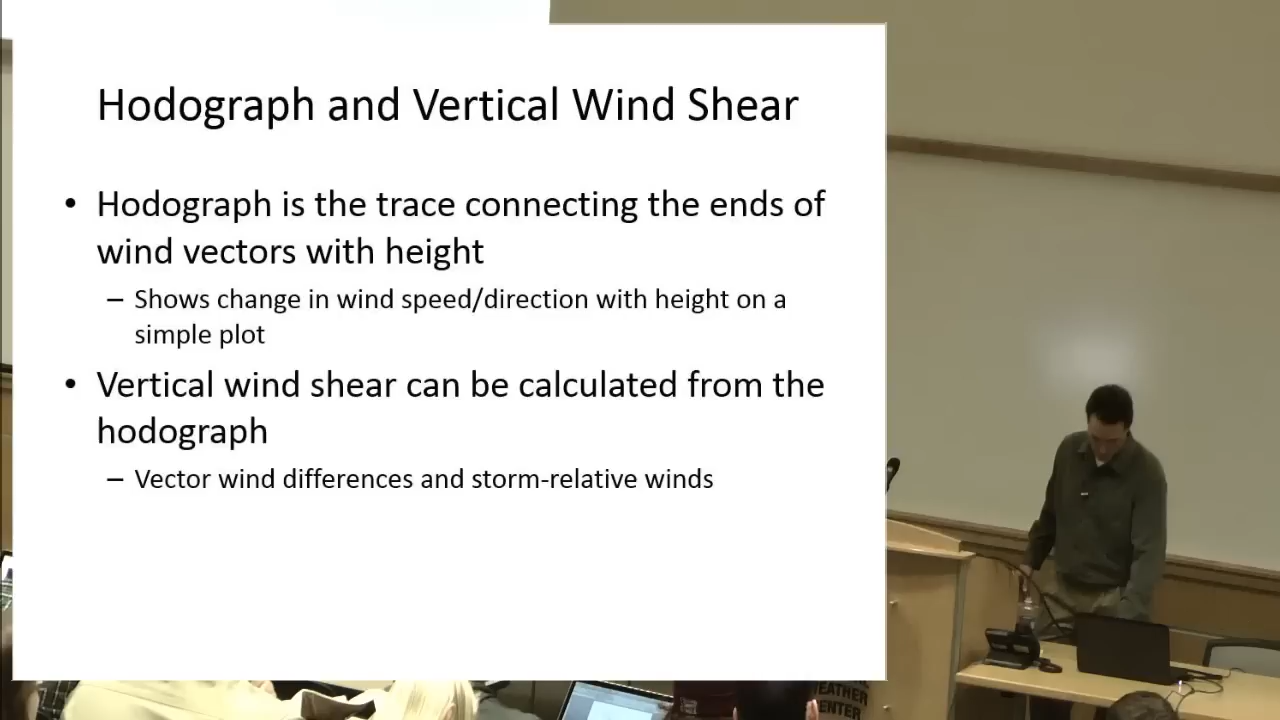 Hodograph and Vertical Wind Shear
• Hodograph is the trace connecting the ends of
wind vectors with height
– Shows change in wind speed/direction with height on a
simple plot
• Vertical wind shear can be calculated from the
hodograph
– Vector wind differences and storm-relative winds
WEATHER
CENTER